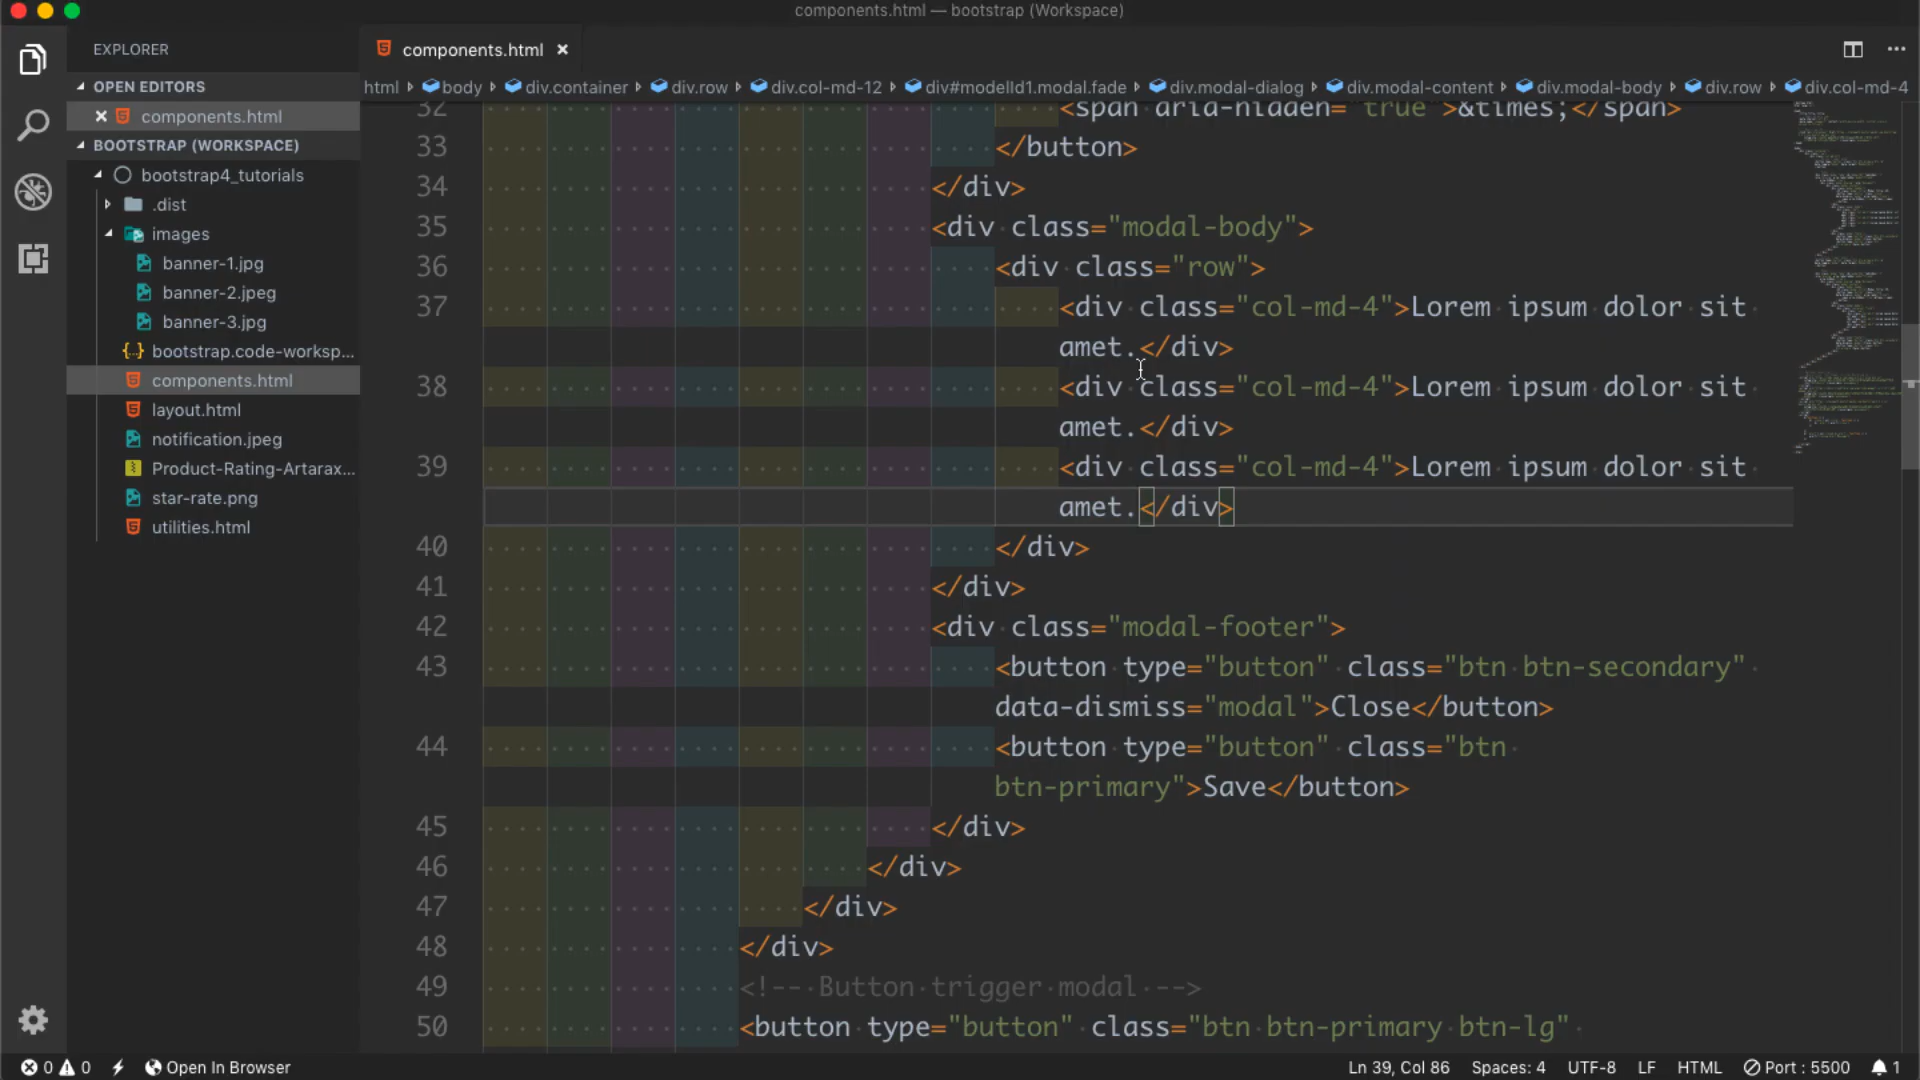 components.html — bootstrap (Workspace)
EXPLORER
OPEN EDITORS
components.html
BOOTSTRAP (WORKSPACE)
bootstrap4_tutorials
.dist
images
banner-1.jpg
banner-2.jpeg
banner-3.jpg
bootstrap.code-worksp...
components.html
layout.html
notification.jpeg
Product-Rating-Artarax...
star-rate.png
utilities.html
components.html
html body div.container div.row div.col-md-12 div#modelId1.modal.fade div.modal-dialog div.modal-content div.modal-body div.row div.col-md-4
32 <span aria-hidden="true">&times;</span>
33 </button>
34 </div>
35 <div class="modal-body">
36 <div class="row">
37 <div class="col-md-4">Lorem ipsum dolor sit
amet.</div>
38 <div class="col-md-4">Lorem ipsum dolor sit
amet.</div>
39 <div class="col-md-4">Lorem ipsum dolor sit
amet.</div>
40 </div>
41 </div>
42 <div class="modal-footer">
43 <button type="button" class="btn btn-secondary"
data-dismiss="modal">Close</button>
44 <button type="button" class="btn
btn-primary">Save</button>
45 </div>
46 </div>
47 </div>
48 </div>
49 <!-- Button trigger modal -->
50 <button type="button" class="btn btn-primary btn-lg"
0 0 Open In Browser Ln 39, Col 86 Spaces: 4 UTF-8 LF HTML Port : 5500 1